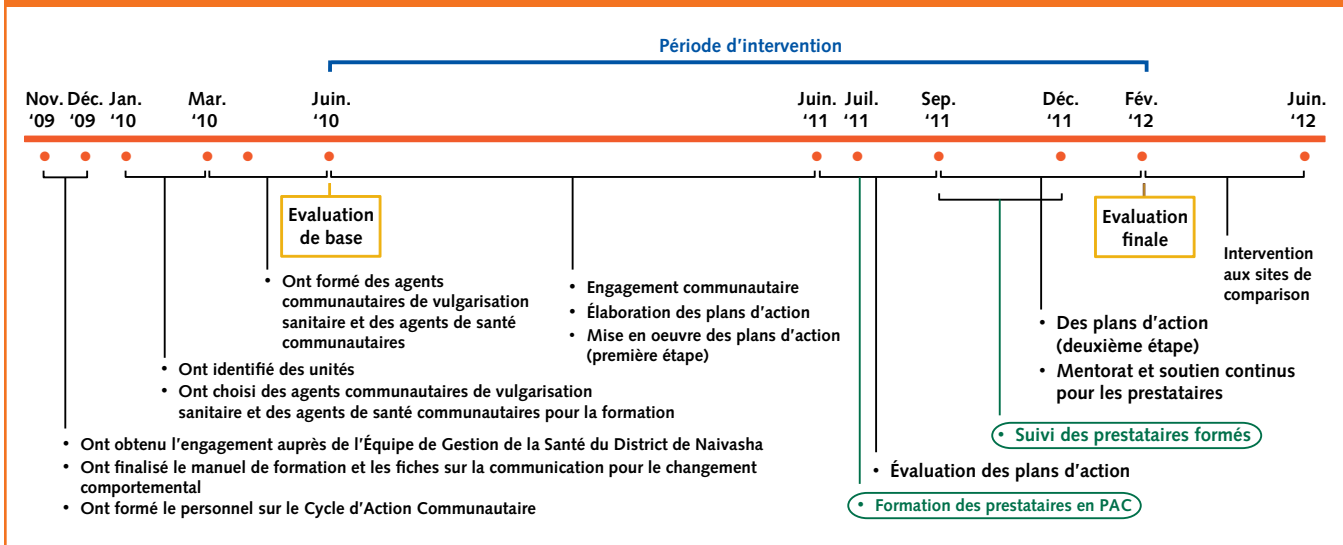 Période d'intervention
Nov. Déc. Jan. Mar. Juin. Juin. Juil. Sep. Déc. Fév. Juin.
‘09 ‘09 ‘10 ‘10 ‘10 ‘11 ‘11 ‘11 ‘11 ‘12 ‘12
Evaluation
de base
Evaluation
finale
Intervention
aux sites de
comparison
• Ont formé des agents
communautaires de vulgarisation
sanitaire et des agents de santé
communautaires
• Engagement communautaire
• Élaboration des plans d'action
• Mise en oeuvre des plans d'action
(première étape)
• Des plans d'action
(deuxième étape)
• Mentorat et soutien continus
pour les prestataires
• Ont identifié des unités
• Ont choisi des agents communautaires de vulgarisation
sanitaire et des agents de santé communautaires pour la formation
• Suivi des prestataires formés
• Ont obtenu l'engagement auprès de l'Équipe de Gestion de la Santé du District de Naivasha
• Ont finalisé le manuel de formation et les fiches sur la communication pour le changement
comportemental
• Ont formé le personnel sur le Cycle d'Action Communautaire
• Évaluation des plans d'action
• Formation des prestataires en PAC